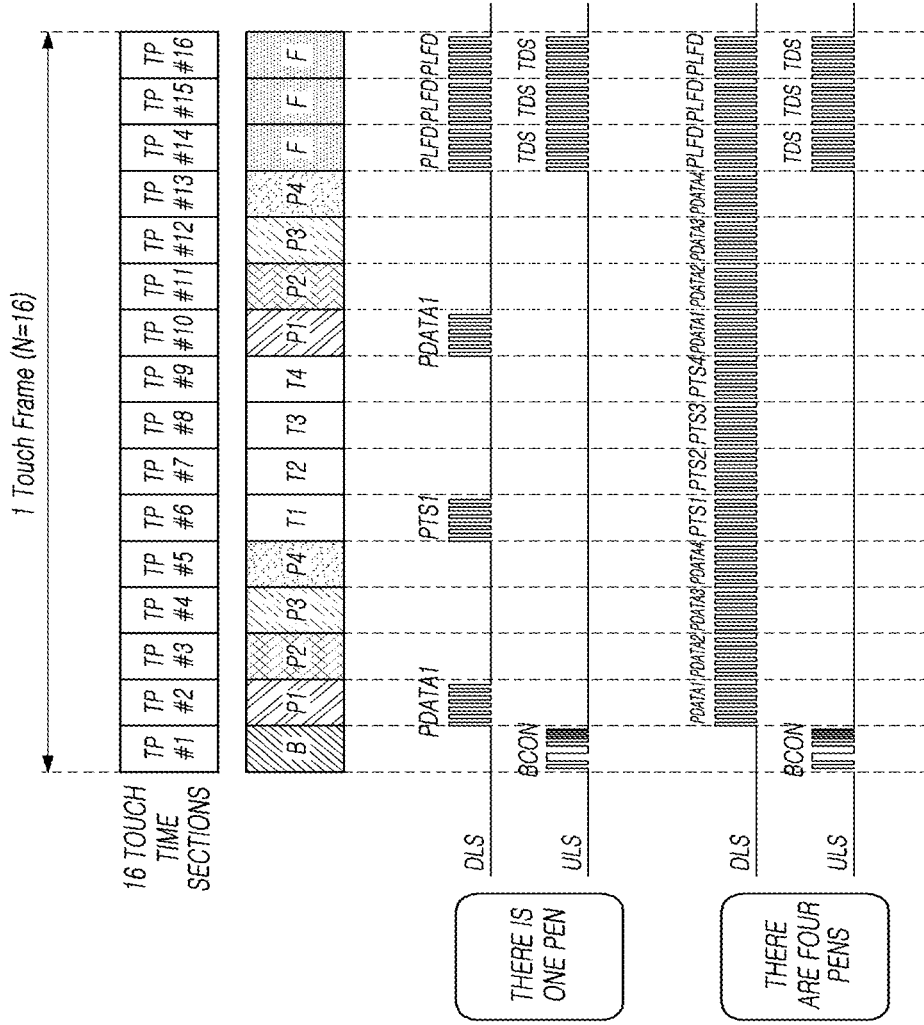 1 Touch Frame (N=16)
16 TOUCH
TIME
SECTIONS
TP #1 TP #2 TP #3 TP #4 TP #5 TP #6 TP #7 TP #8 TP #9 TP #10 TP #11 TP #12 TP #13 TP #14 TP #15 TP #16
B P1 P2 P3 P4 T1 T2 T3 T4 P1 P2 P3 P4 F F F
THERE IS
ONE PEN
DLS
PDATA1 PTS1 PDATA1 PLFD PLFD PLFD
ULS
BCON TDS TDS TDS
THERE
ARE FOUR
PENS
DLS
PDATA1 PDATA2 PDATA3 PDATA4 PTS1 PTS2 PTS3 PTS4 PDATA1 PDATA2 PDATA3 PDATA4 PLFD PLFD PLFD
ULS
BCON TDS TDS TDS